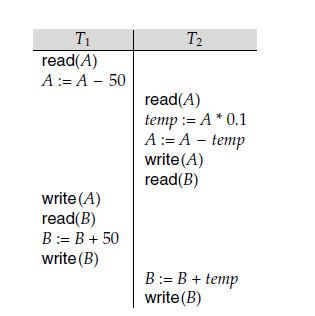 T₁ T₂
read(A)
A := A − 50
read(A)
temp := A * 0.1
A := A − temp
write(A)
read(B)
write(A)
read(B)
B := B + 50
write(B)
B := B + temp
write(B)